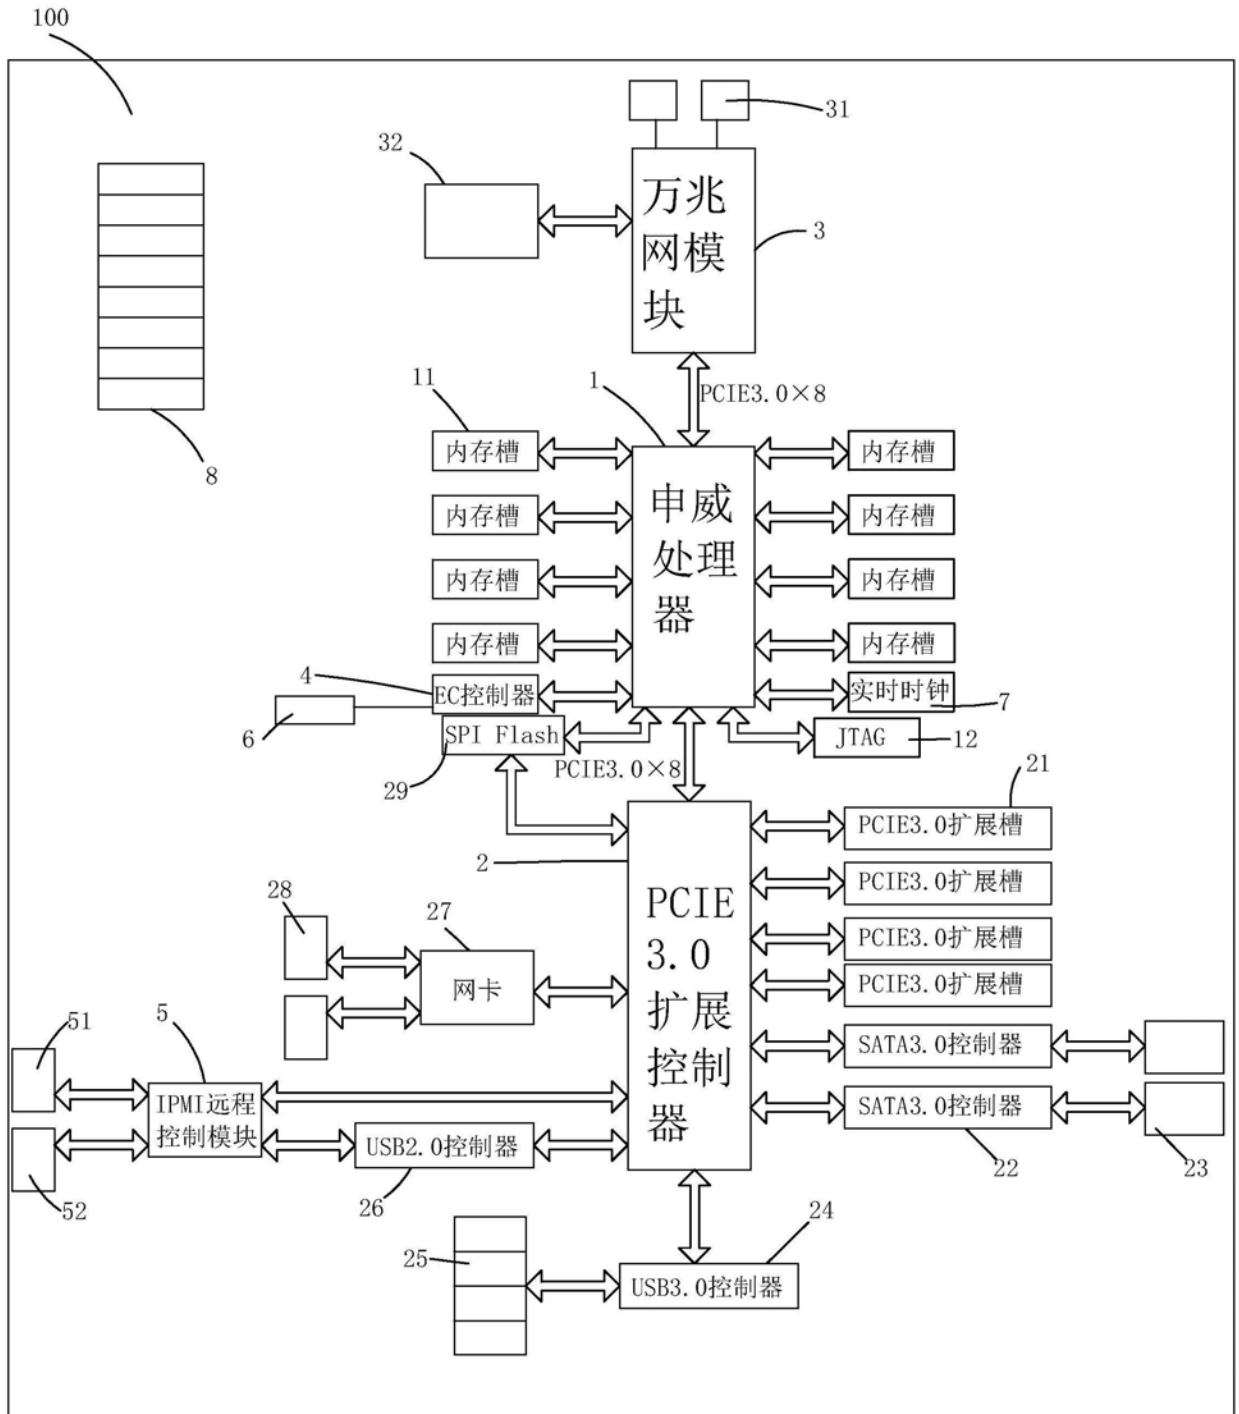 100
31
32
万兆
网模
块
3
PCIE3.0×8
11
1
8
内存槽
内存槽
申威
处理
器
内存槽
内存槽
内存槽
内存槽
内存槽
内存槽
4
EC控制器
实时时钟
7
6
SPI Flash
JTAG
12
29
PCIE3.0×8
21
PCIE3.0扩展槽
2
PCIE
3.0
扩展
控制
器
PCIE3.0扩展槽
28
27
PCIE3.0扩展槽
网卡
PCIE3.0扩展槽
51
5
SATA3.0控制器
IPMI远程
控制模块
SATA3.0控制器
USB2.0控制器
52
26
22
23
24
25
USB3.0控制器